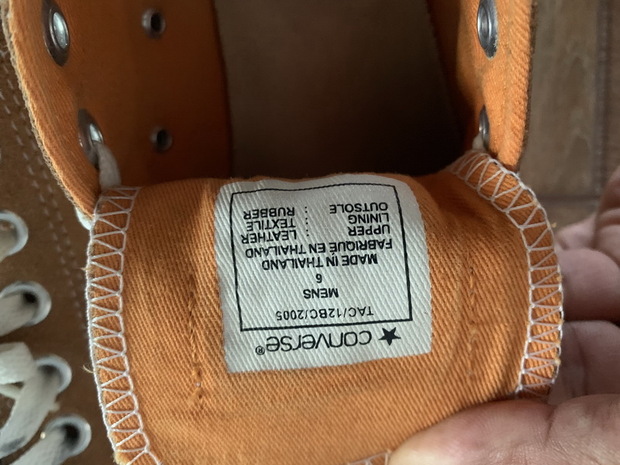 ★ converse®
TAC/12BC/2005
MENS
6
MADE IN THAILAND
FABRIQUE EN THAILAND
UPPER : LEATHER
LINING : TEXTILE
OUTSOLE : RUBBER